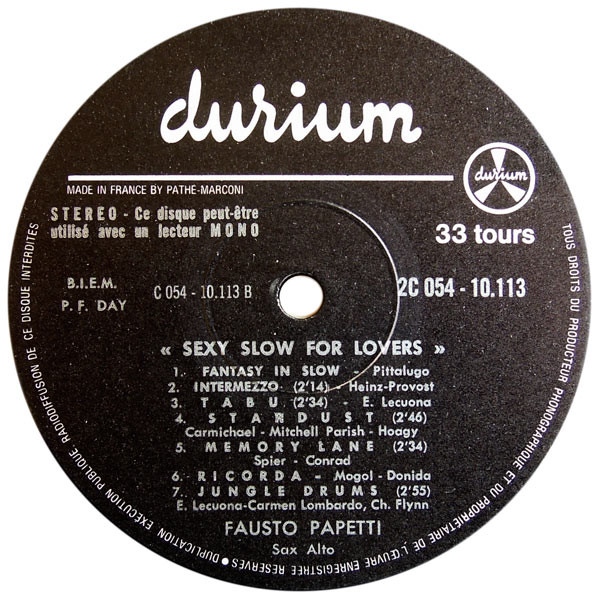 durium
durium
MADE IN FRANCE BY PATHE-MARCONI
STEREO - Ce disque peut-être
utilisé avec un lecteur MONO
33 tours
B.I.E.M.
P. F. DAY
C 054 - 10.113 B
2C 054 - 10.113
« SEXY SLOW FOR LOVERS »
1. FANTASY IN SLOW - Pittalugo
2. INTERMEZZO (2'14) - Heinz-Provost
3. TABU (2'34) - E. Lecuona
4. STARDUST (2'46)
Carmichael - Mitchell Parish - Hoagy
5. MEMORY LANE (2'34)
Spier - Conrad
6. RICORDA - Mogol - Donida
7. JUNGLE DRUMS (2'55)
E. Lecuona-Carmen Lombardo, Ch. Flynn
FAUSTO PAPETTI
Sax Alto
TOUS DROITS DU PRODUCTEUR PHONOGRAPHIQUE ET DU PROPRIÉTAIRE DE L'ŒUVRE ENREGISTRÉE RÉSERVÉS • DUPLICATION EXÉCUTION PUBLIQUE, RADIODIFFUSION DE CE DISQUE INTERDITES